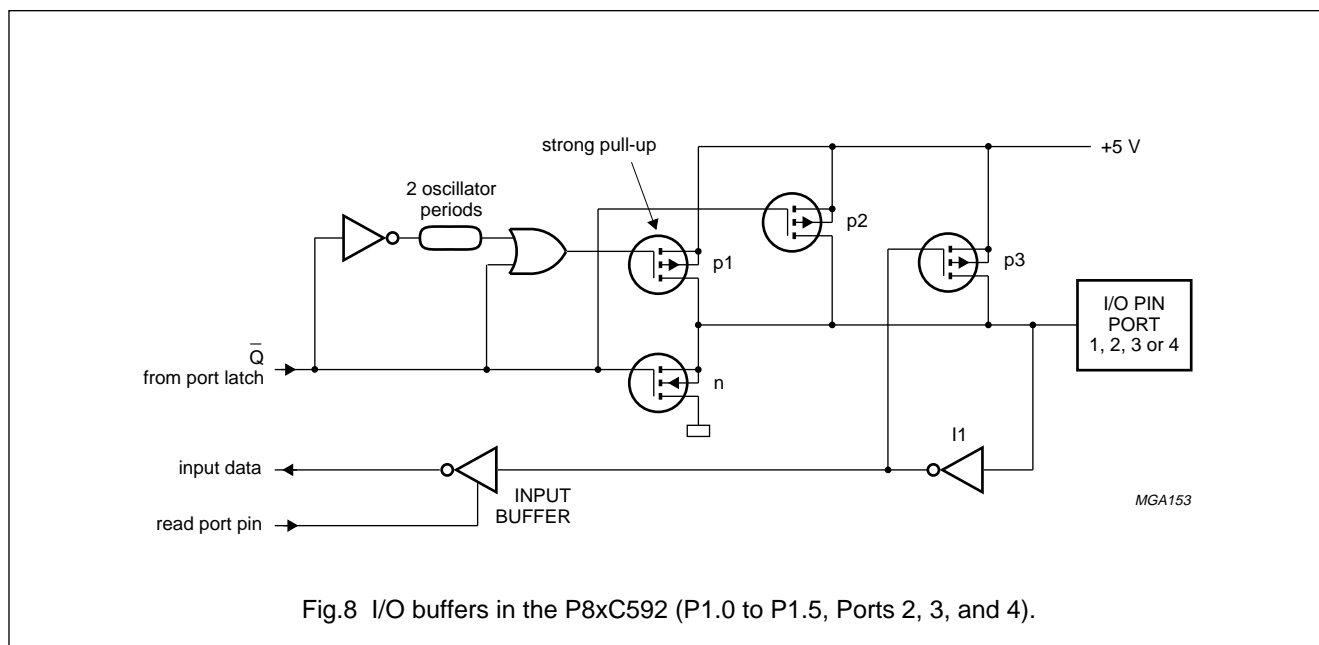 strong pull-up
+5 V
2 oscillator
periods
p2
p1
p3
I/O PIN
PORT
1, 2, 3 or 4
Q̅
from port latch
n
I1
input data
INPUT
BUFFER
read port pin
MGA153
Fig.8 I/O buffers in the P8xC592 (P1.0 to P1.5, Ports 2, 3, and 4).